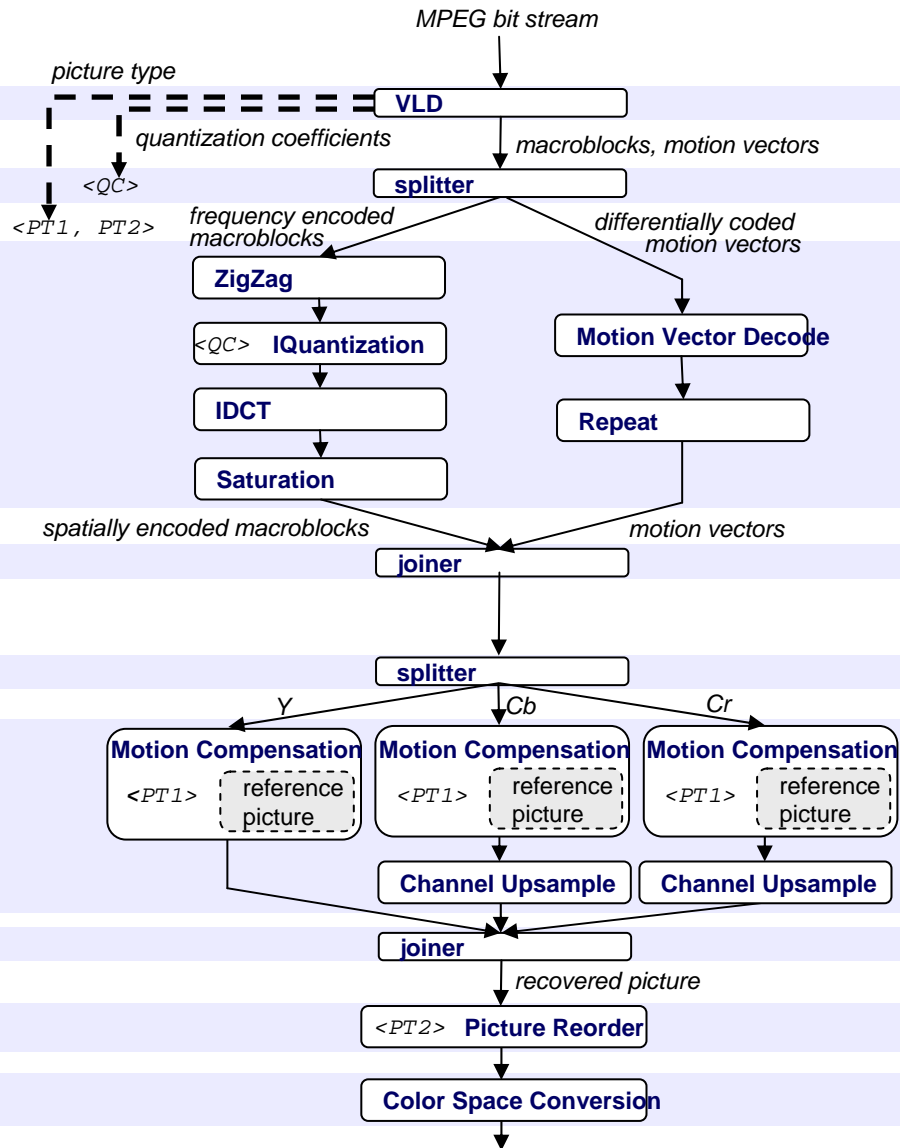 MPEG bit stream
picture type
VLD
quantization coefficients
macroblocks, motion vectors
<QC>
splitter
<PT1, PT2>
frequency encoded
macroblocks
differentially coded
motion vectors
ZigZag
<QC> IQuantization
Motion Vector Decode
IDCT
Repeat
Saturation
spatially encoded macroblocks
motion vectors
joiner
splitter
Y
Cb
Cr
Motion Compensation
<PT1>
reference
picture
Motion Compensation
<PT1>
reference
picture
Motion Compensation
<PT1>
reference
picture
Channel Upsample
Channel Upsample
joiner
recovered picture
<PT2> Picture Reorder
Color Space Conversion